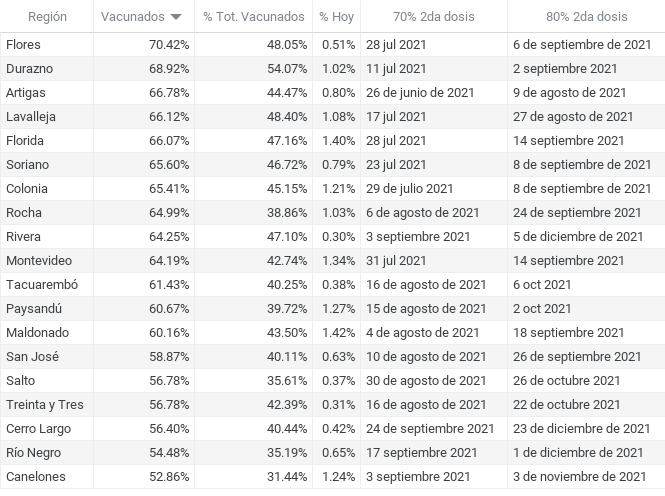 Región Vacunados % Tot. Vacunados % Hoy 70% 2da dosis 80% 2da dosis
Flores 70.42% 48.05% 0.51% 28 jul 2021 6 de septiembre de 2021
Durazno 68.92% 54.07% 1.02% 11 jul 2021 2 septiembre 2021
Artigas 66.78% 44.47% 0.80% 26 de junio de 2021 9 de agosto de 2021
Lavalleja 66.12% 48.40% 1.08% 17 jul 2021 27 de agosto de 2021
Florida 66.07% 47.16% 1.40% 28 jul 2021 14 septiembre 2021
Soriano 65.60% 46.72% 0.79% 23 jul 2021 8 de septiembre de 2021
Colonia 65.41% 45.15% 1.21% 29 de julio de 2021 8 de septiembre de 2021
Rocha 64.99% 38.86% 1.03% 6 de agosto de 2021 24 de septiembre de 2021
Rivera 64.25% 47.10% 0.30% 3 septiembre 2021 5 de diciembre de 2021
Montevideo 64.19% 42.74% 1.34% 31 jul 2021 14 septiembre 2021
Tacuarembó 61.43% 40.25% 0.38% 16 de agosto de 2021 6 oct 2021
Paysandú 60.67% 39.72% 1.27% 15 de agosto de 2021 2 oct 2021
Maldonado 60.16% 43.50% 1.42% 4 de agosto de 2021 18 septiembre 2021
San José 58.87% 40.11% 0.63% 10 de agosto de 2021 26 de septiembre de 2021
Salto 56.78% 35.61% 0.37% 30 de agosto de 2021 26 de octubre de 2021
Treinta y Tres 56.78% 42.39% 0.31% 16 de agosto de 2021 22 de octubre de 2021
Cerro Largo 56.40% 40.44% 0.42% 24 de septiembre de 2021 23 de diciembre de 2021
Río Negro 54.48% 35.19% 0.65% 17 septiembre 2021 1 de diciembre de 2021
Canelones 52.86% 31.44% 1.24% 3 septiembre 2021 3 de noviembre de 2021